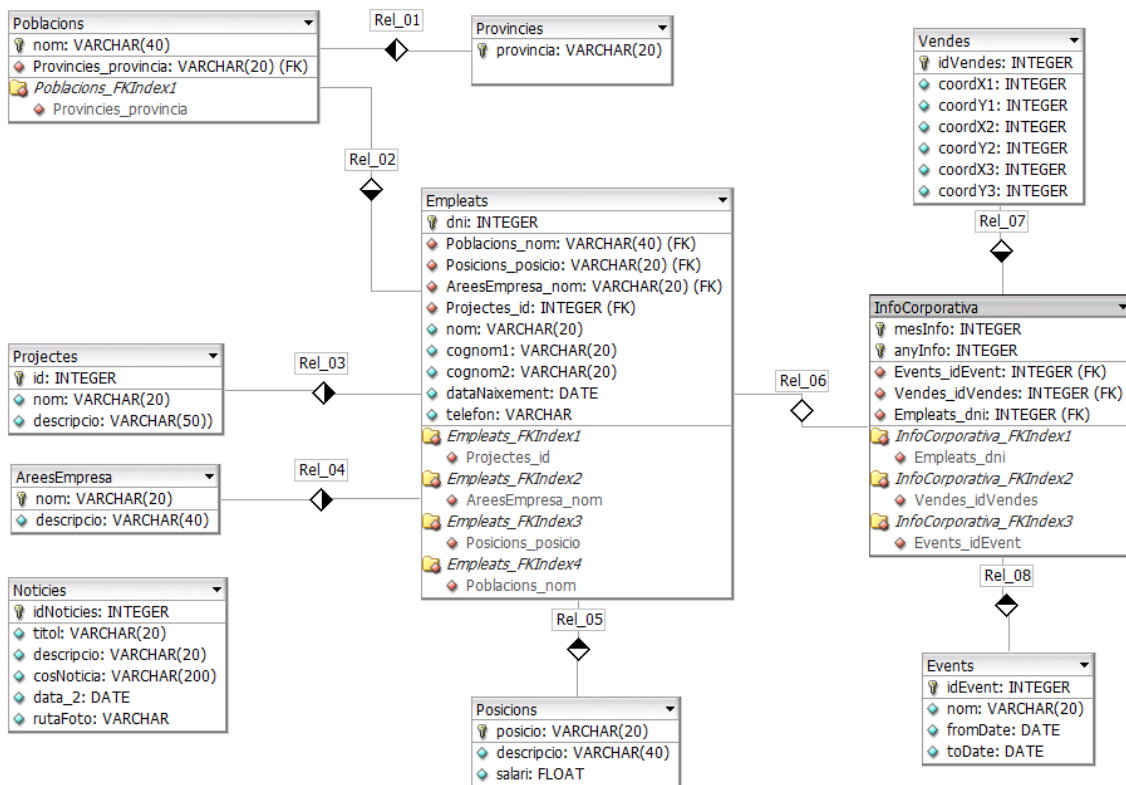 Poblacions
nom: VARCHAR(40)
Provincies_provincia: VARCHAR(20) (FK)
Poblacions_FKIndex1
Provincies_provincia
Rel_01
Provincies
provincia: VARCHAR(20)
Vendes
idVendes: INTEGER
coordX1: INTEGER
coordY1: INTEGER
coordX2: INTEGER
coordY2: INTEGER
coordX3: INTEGER
coordY3: INTEGER
Rel_02
Rel_07
Empleats
dni: INTEGER
Poblacions_nom: VARCHAR(40) (FK)
Posicions_posicio: VARCHAR(20) (FK)
AreesEmpresa_nom: VARCHAR(20) (FK)
Projectes_id: INTEGER (FK)
nom: VARCHAR(20)
cognom1: VARCHAR(20)
cognom2: VARCHAR(20)
dataNaixement: DATE
telefon: VARCHAR
Empleats_FKIndex1
Projectes_id
Empleats_FKIndex2
AreesEmpresa_nom
Empleats_FKIndex3
Posicions_posicio
Empleats_FKIndex4
Poblacions_nom
InfoCorporativa
mesInfo: INTEGER
anyInfo: INTEGER
Events_idEvent: INTEGER (FK)
Vendes_idVendes: INTEGER (FK)
Empleats_dni: INTEGER (FK)
InfoCorporativa_FKIndex1
Empleats_dni
InfoCorporativa_FKIndex2
Vendes_idVendes
InfoCorporativa_FKIndex3
Events_idEvent
Projectes
id: INTEGER
nom: VARCHAR(20)
descripcio: VARCHAR(50))
Rel_03
Rel_06
AreesEmpresa
nom: VARCHAR(20)
descripcio: VARCHAR(40)
Rel_04
Noticies
idNoticies: INTEGER
titol: VARCHAR(20)
descripcio: VARCHAR(20)
cosNoticia: VARCHAR(200)
data_2: DATE
rutaFoto: VARCHAR
Rel_05
Rel_08
Posicions
posicio: VARCHAR(20)
descripcio: VARCHAR(40)
salari: FLOAT
Events
idEvent: INTEGER
nom: VARCHAR(20)
fromDate: DATE
toDate: DATE